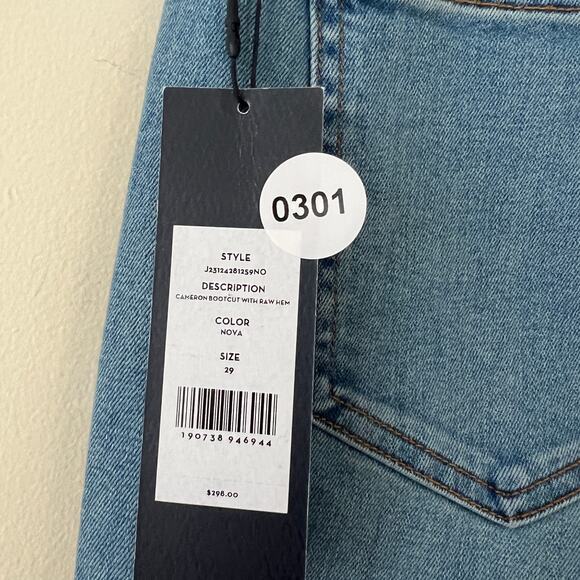 0301
STYLE
J23124281259NO
DESCRIPTION
CAMERON BOOTCUT WITH RAW HEM
COLOR
NOVA
SIZE
29
190738 946944
$298.00